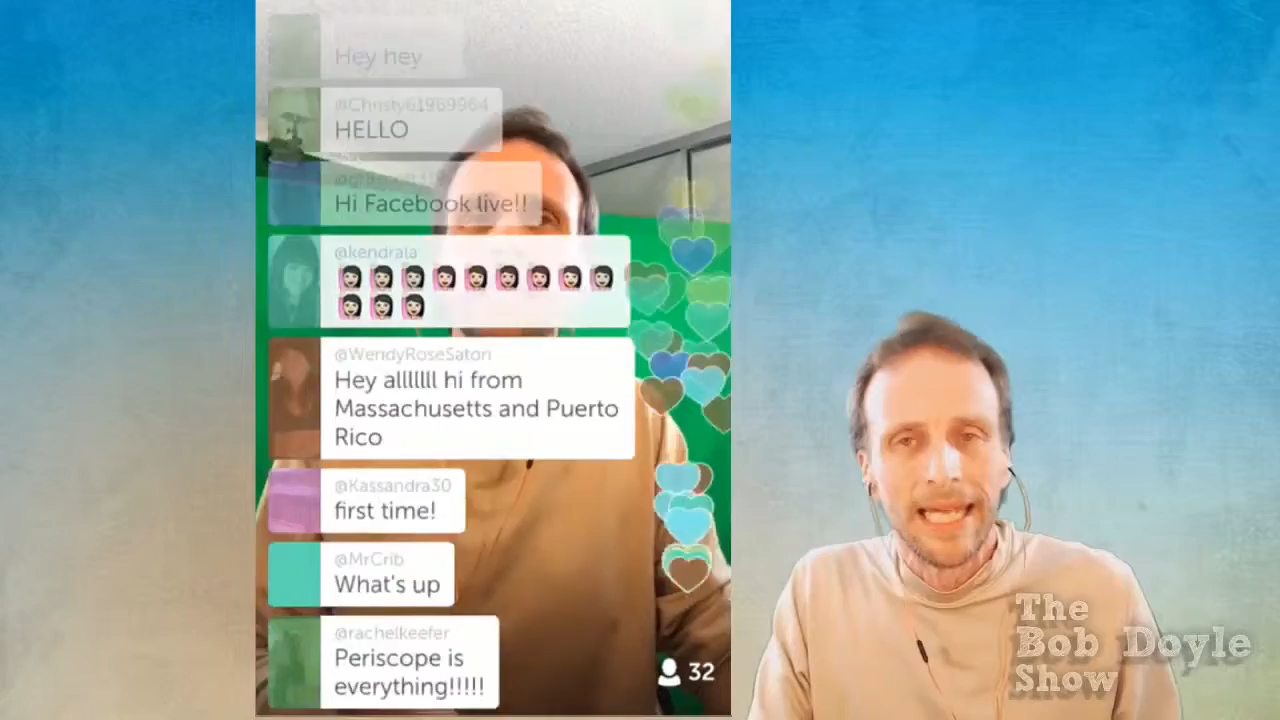 Hey hey
@Christy61969964
HELLO
Hi Facebook live!!
@kendrala
@WendyRoseSaton
Hey alllllll hi from
Massachusetts and Puerto
Rico
@Kassandra30
first time!
@MrCrib
What's up
@rachelkeefer
Periscope is
everything!!!!!
32
The
Bob Doyle
Show